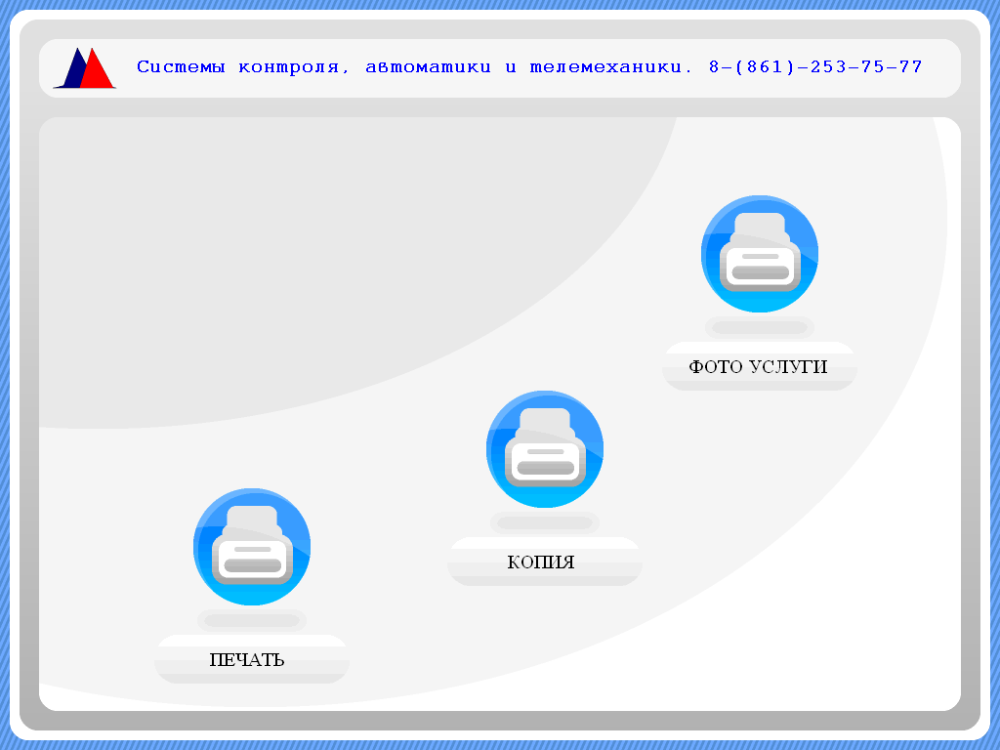 Системы контроля, автоматики и телемеханики. 8-(861)-253-75-77
ФОТО УСЛУГИ
КОПИЯ
ПЕЧАТЬ